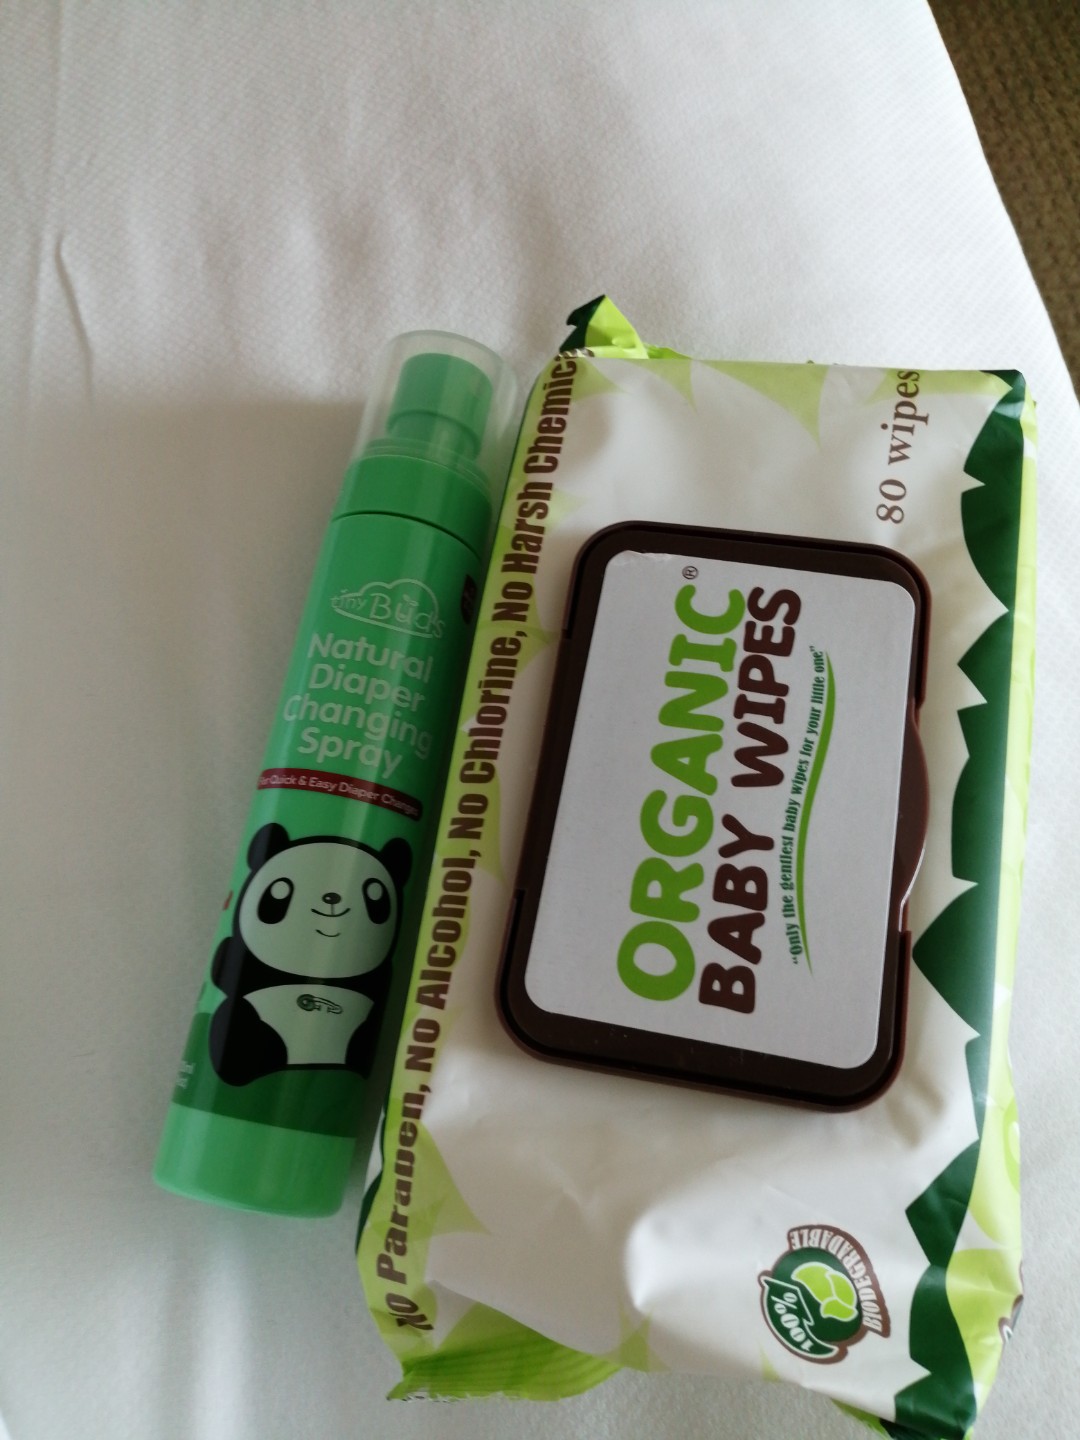 tiny Buds
Natural
Diaper
Changing
Spray
For Quick & Easy Diaper Changes
No Paraben, No Alcohol, No Chlorine, No Harsh
80 wipes
ORGANIC®
BABY WIPES
"Only the gentlest baby wipes for your little one"
100%
BIODEGRADABLE